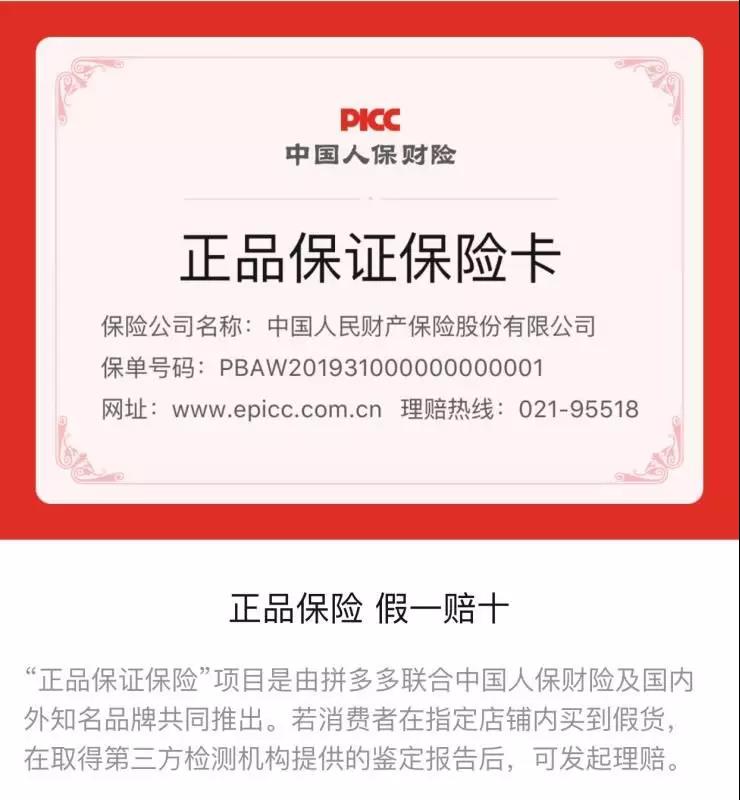 PICC
中国人保财险
正品保证保险卡
保险公司名称：中国人民财产保险股份有限公司
保单号码：PBAW201931000000000001
网址：www.epicc.com.cn 理赔热线：021-95518
正品保险 假一赔十
“正品保证保险”项目是由拼多多联合中国人保财险及国内
外知名品牌共同推出。若消费者在指定店铺内买到假货，
在取得第三方检测机构提供的鉴定报告后，可发起理赔。